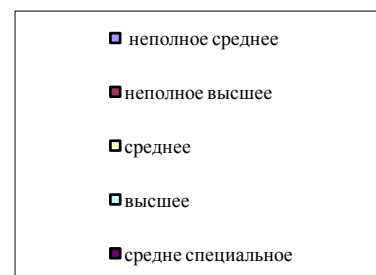 неполное среднее
неполное высшее
среднее
высшее
средне специальное